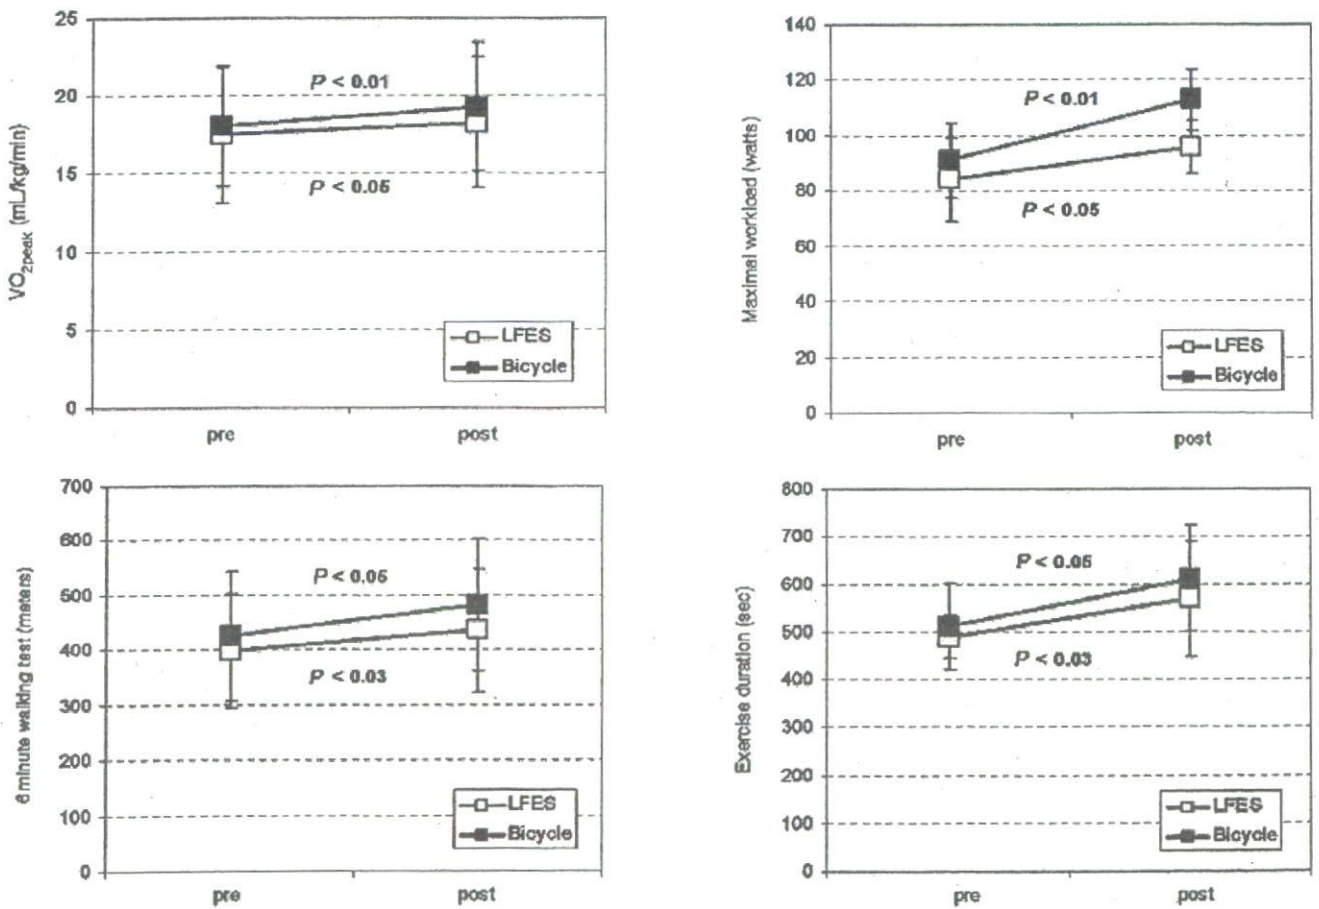 25
20
15
10
5
0
VO2peak (mL/kg/min)
P < 0.01
P < 0.05
LFES
Bicycle
pre post
140
120
100
80
60
40
20
0
Maximal workload (watts)
P < 0.01
P < 0.05
LFES
Bicycle
pre post
700
600
500
400
300
200
100
0
6 minute walking test (meters)
P < 0.05
P < 0.03
LFES
Bicycle
pre post
800
700
600
500
400
300
200
100
0
Exercise duration (sec)
P < 0.05
P < 0.03
LFES
Bicycle
pre post